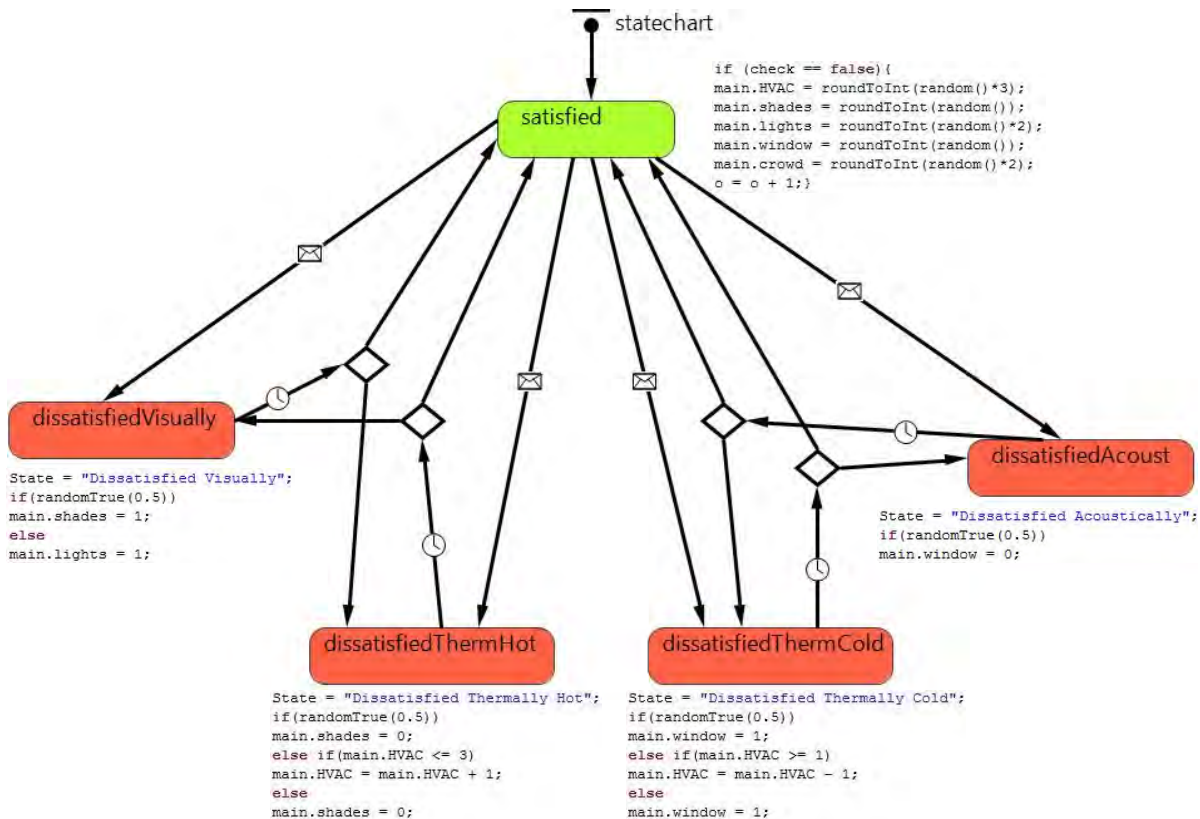 statechart
if (check == false){
main.HVAC = roundToInt(random()*3);
main.shades = roundToInt(random());
main.lights = roundToInt(random()*2);
main.window = roundToInt(random());
main.crowd = roundToInt(random()*2);
o = o + 1;}
satisfied
dissatisfiedVisually
State = "Dissatisfied Visually";
if(randomTrue(0.5))
main.shades = 1;
else
main.lights = 1;
dissatisfiedAcoust
State = "Dissatisfied Acoustically";
if(randomTrue(0.5))
main.window = 0;
dissatisfiedThermHot
State = "Dissatisfied Thermally Hot";
if(randomTrue(0.5))
main.shades = 0;
else if(main.HVAC <= 3)
main.HVAC = main.HVAC + 1;
else
main.shades = 0;
dissatisfiedThermCold
State = "Dissatisfied Thermally Cold";
if(randomTrue(0.5))
main.window = 1;
else if(main.HVAC >= 1)
main.HVAC = main.HVAC - 1;
else
main.window = 1;